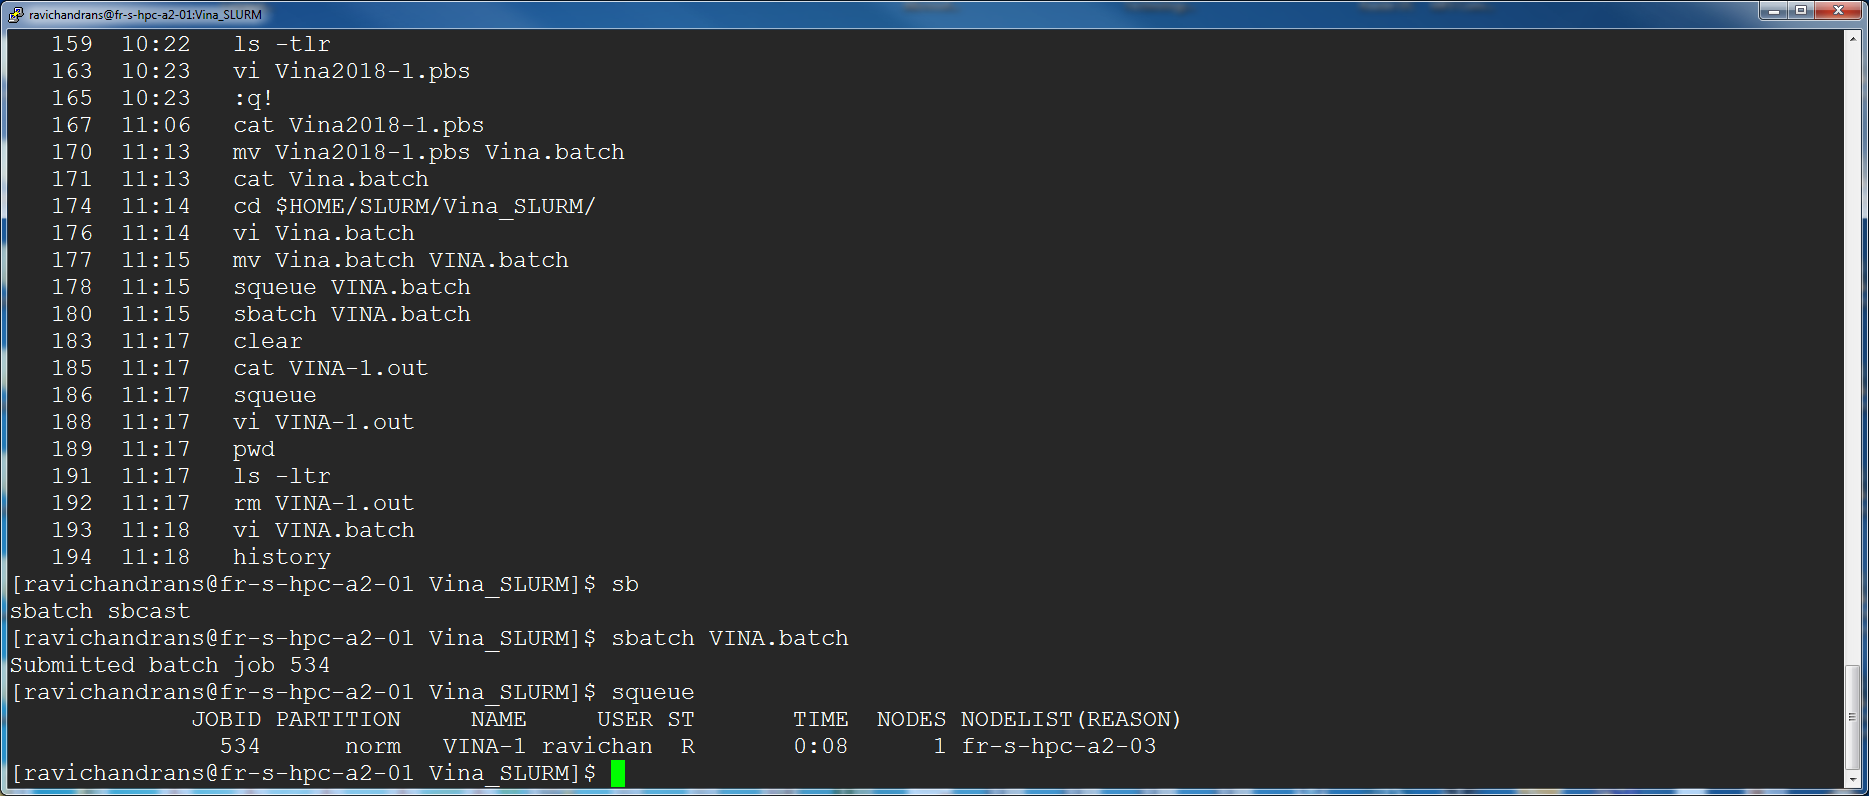 ravichandrans@fr-s-hpc-a2-01:Vina_SLURM
159 10:22 ls -tlr
163 10:23 vi Vina2018-1.pbs
165 10:23 :q!
167 11:06 cat Vina2018-1.pbs
170 11:13 mv Vina2018-1.pbs Vina.batch
171 11:13 cat Vina.batch
174 11:14 cd $HOME/SLURM/Vina_SLURM/
176 11:14 vi Vina.batch
177 11:15 mv Vina.batch VINA.batch
178 11:15 squeue VINA.batch
180 11:15 sbatch VINA.batch
183 11:17 clear
185 11:17 cat VINA-1.out
186 11:17 squeue
188 11:17 vi VINA-1.out
189 11:17 pwd
191 11:17 ls -ltr
192 11:17 rm VINA-1.out
193 11:18 vi VINA.batch
194 11:18 history
[ravichandrans@fr-s-hpc-a2-01 Vina_SLURM]$ sb
sbatch sbcast
[ravichandrans@fr-s-hpc-a2-01 Vina_SLURM]$ sbatch VINA.batch
Submitted batch job 534
[ravichandrans@fr-s-hpc-a2-01 Vina_SLURM]$ squeue
JOBID PARTITION NAME USER ST TIME NODES NODELIST(REASON)
534 norm VINA-1 ravichan R 0:08 1 fr-s-hpc-a2-03
[ravichandrans@fr-s-hpc-a2-01 Vina_SLURM]$